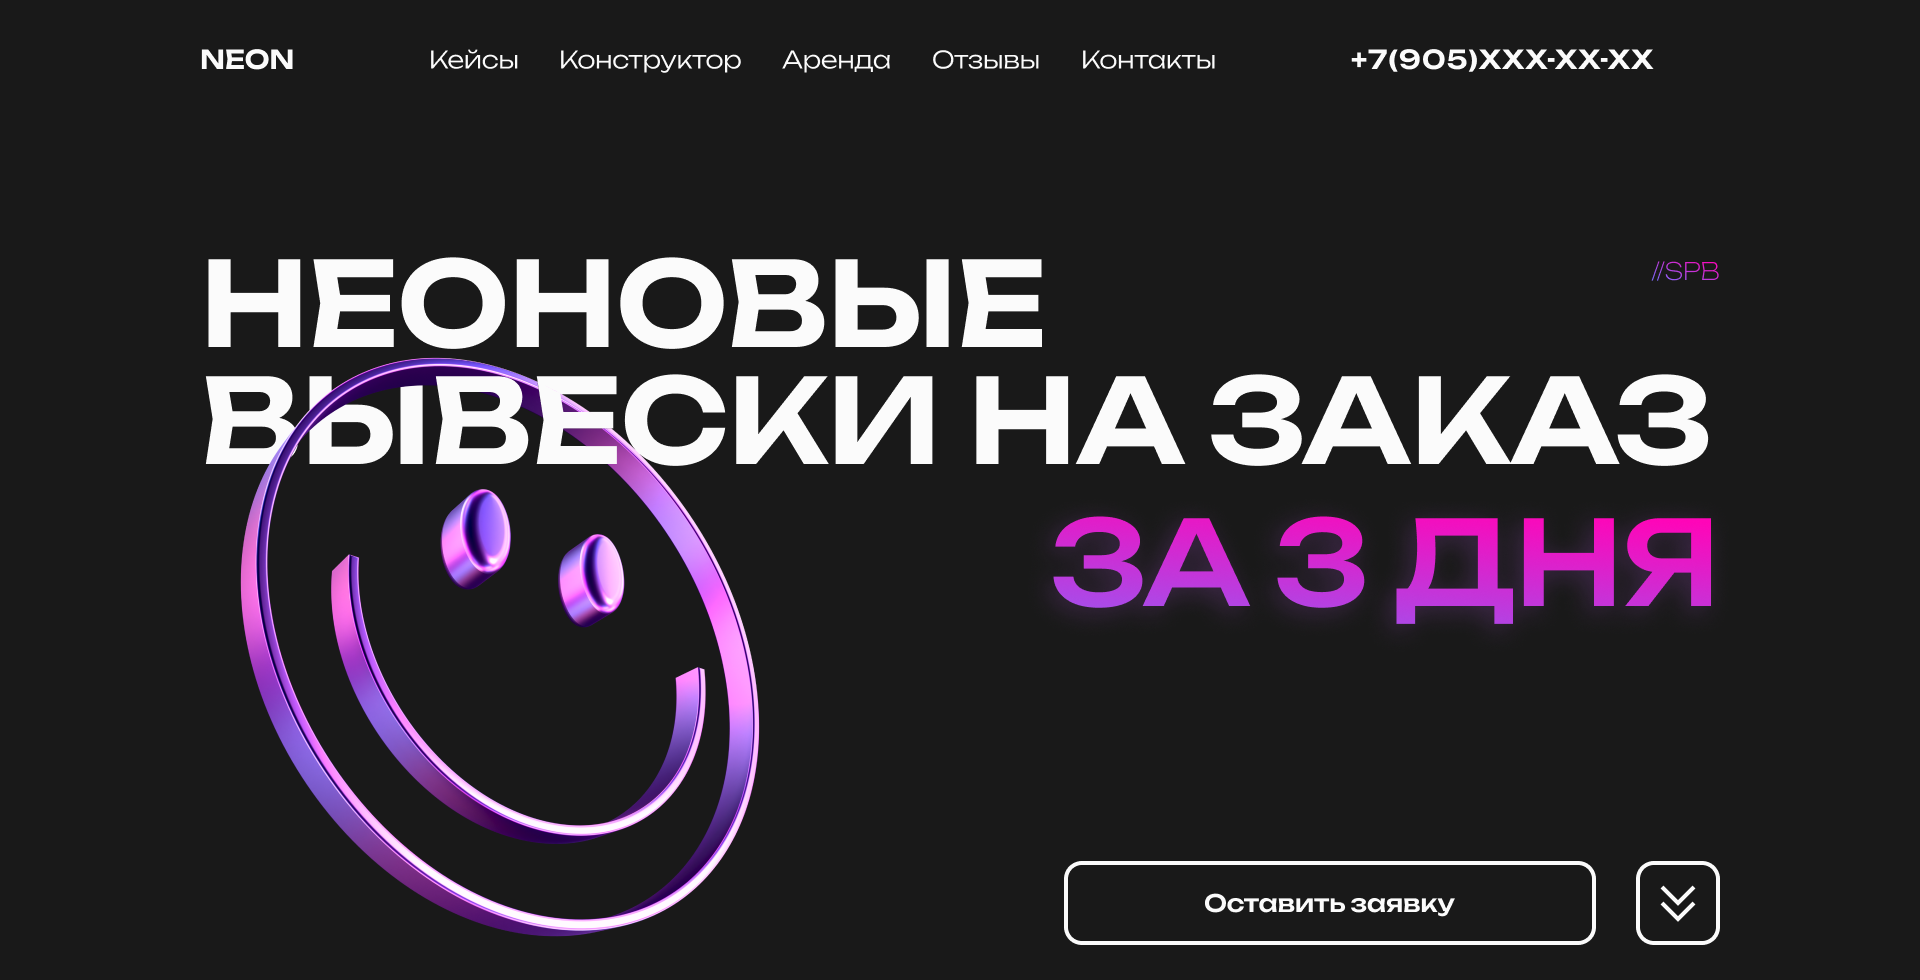 NEON
Кейсы Конструктор Аренда Отзывы Контакты
+7(905)XXX-XX-XX
НЕОНОВЫЕ
//SPB
ВЫВЕСКИ НА ЗАКАЗ
ЗА 3 ДНЯ
Оставить заявку